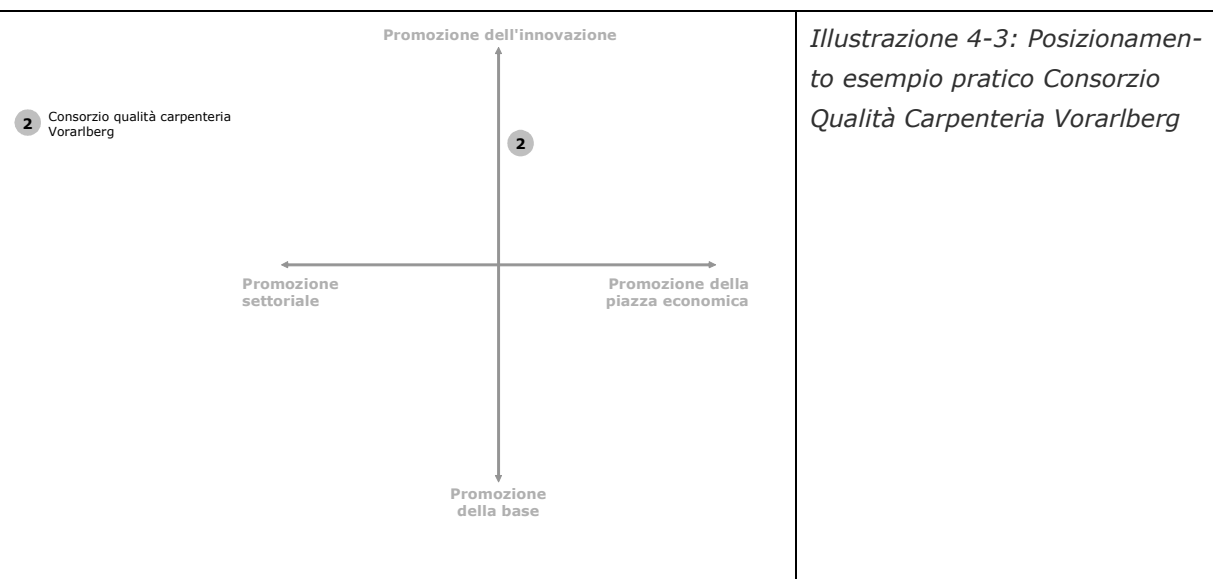 Promozione dell'innovazione
2 Consorzio qualità carpenteria
Vorarlberg
2
Promozione
settoriale
Promozione della
piazza economica
Promozione
della base
Illustrazione 4-3: Posizionamen-
to esempio pratico Consorzio
Qualità Carpenteria Vorarlberg